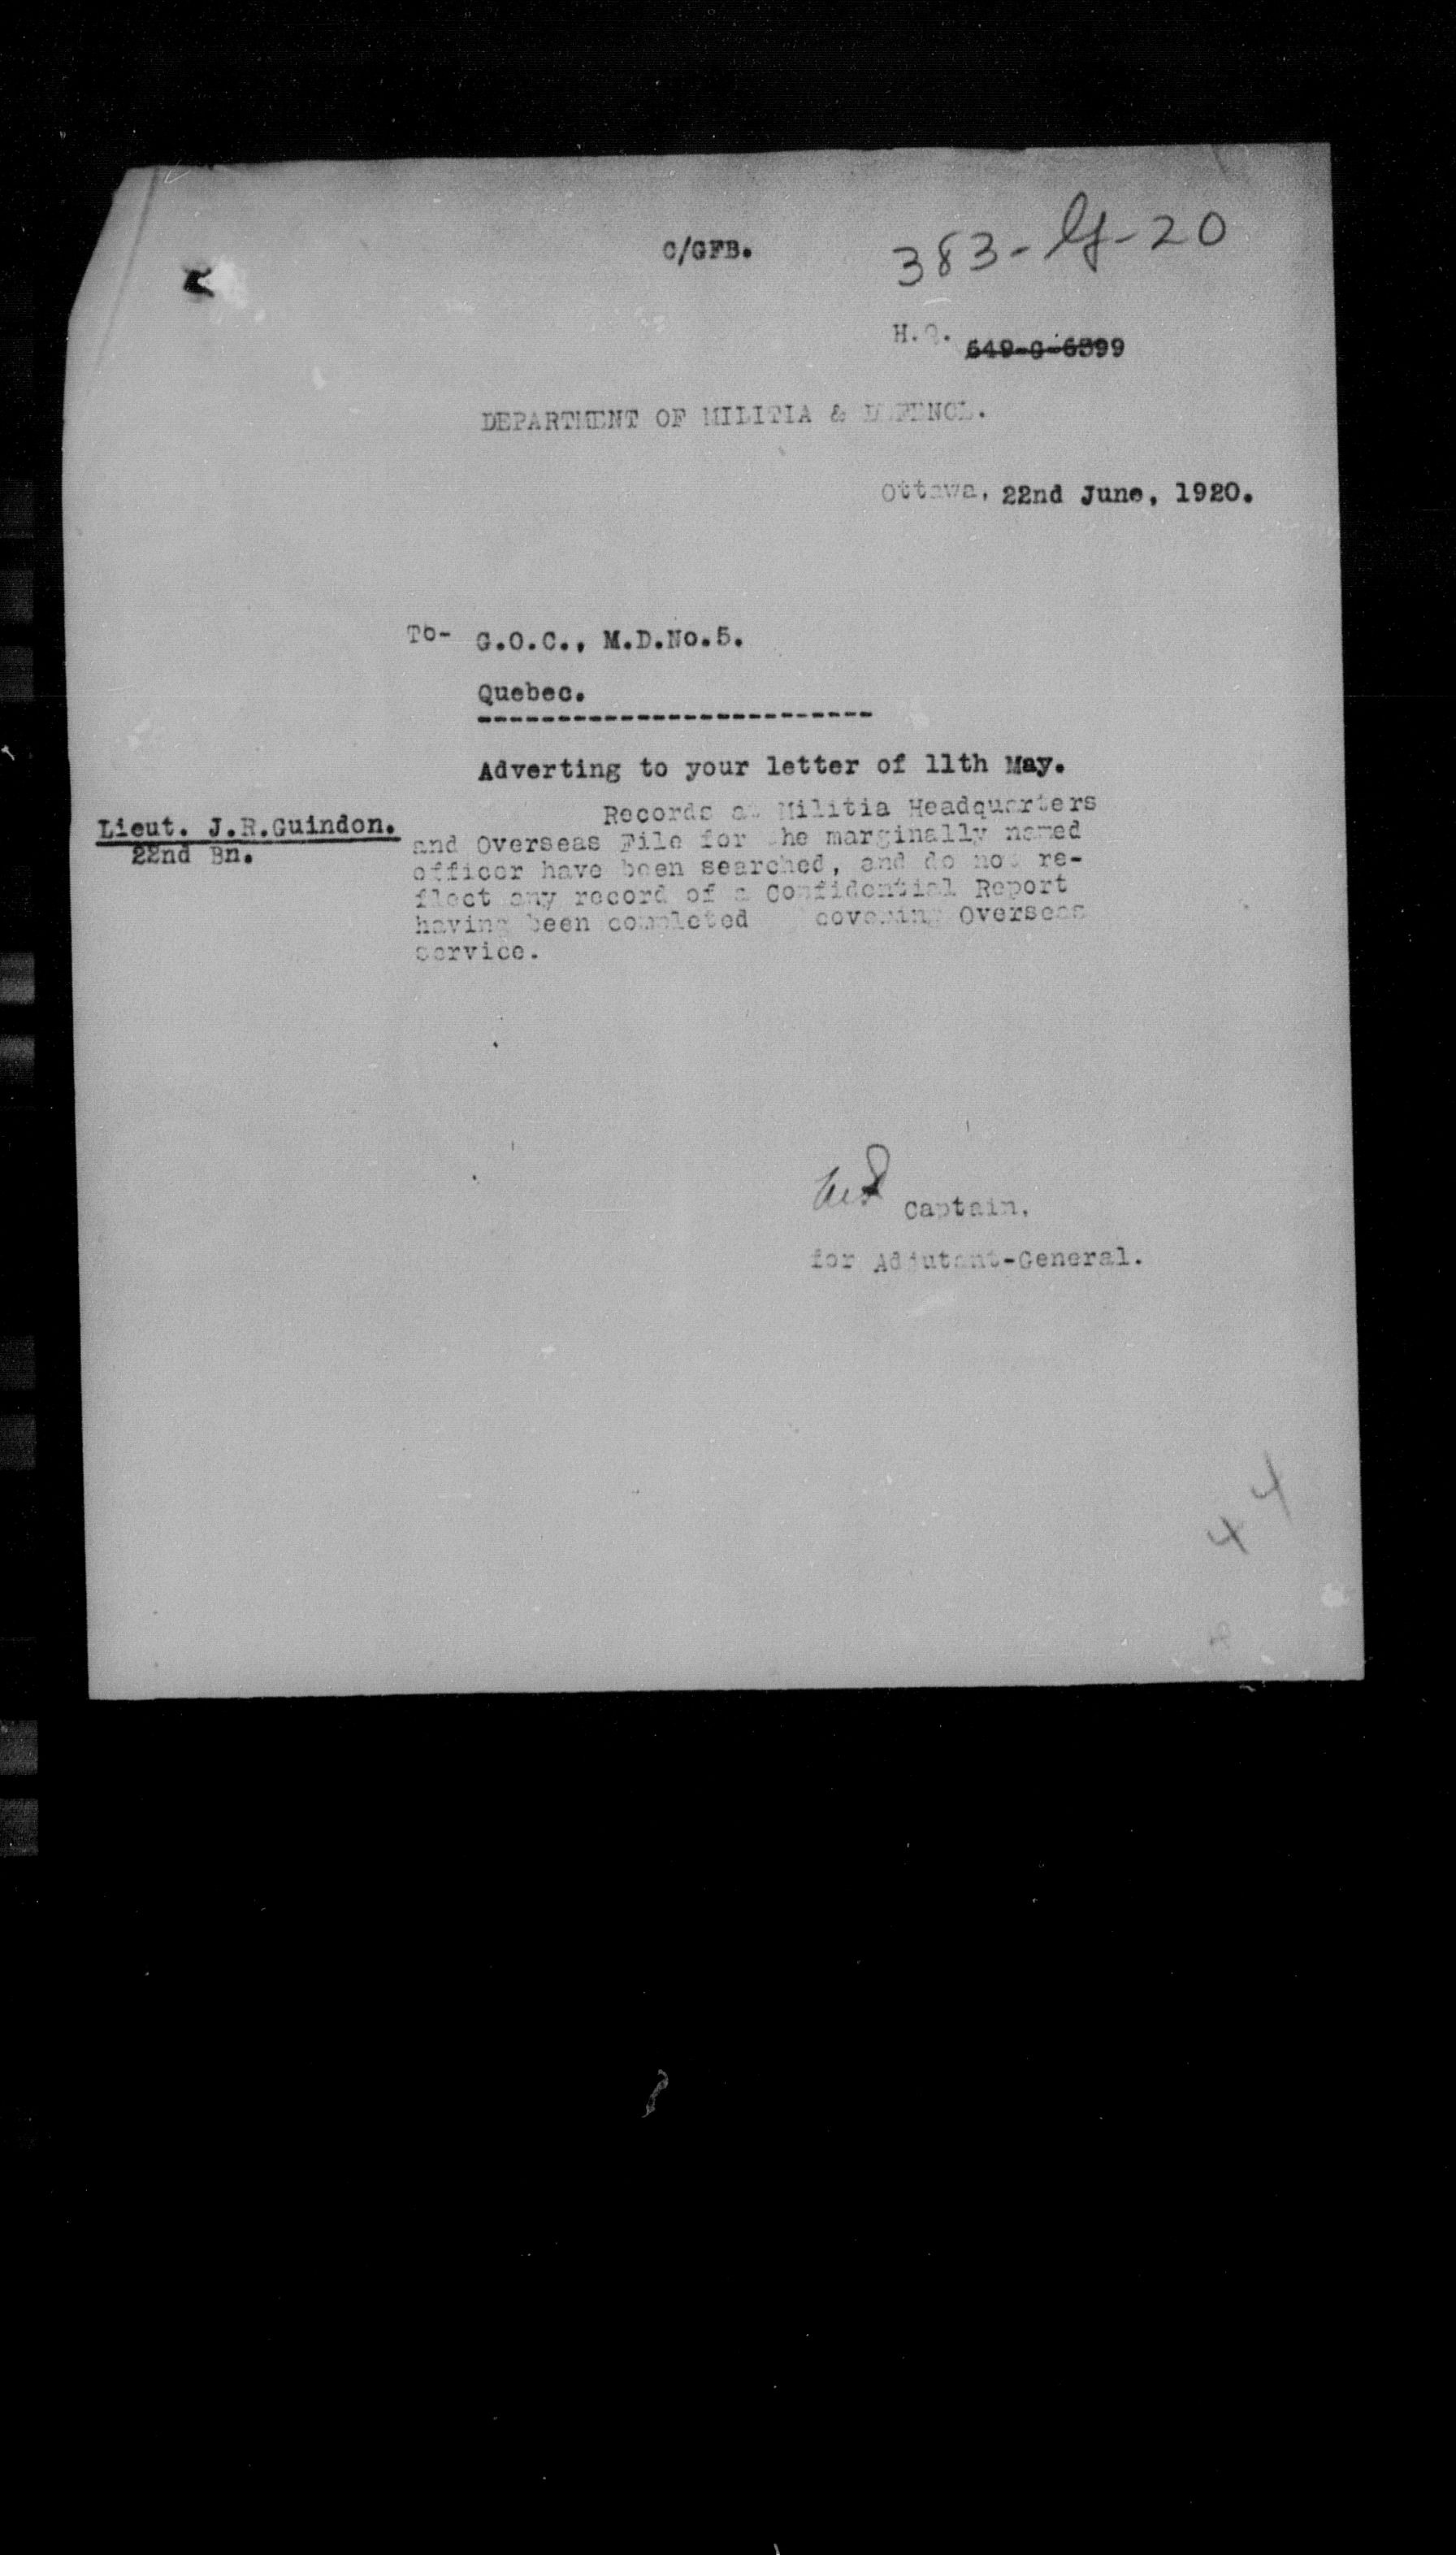 C/GFB.
383-G-20
H.Q. 649-G-6399
DEPARTMENT OF MILITIA & DEFENCE.
Ottawa, 22nd June, 1920.
To- G.O.C., M.D.No.5.
Quebec.
-------------------------
Adverting to your letter of 11th May.
Lieut. J.R.Guindon.
22nd Bn.
Records at Militia Headquarters
and Overseas File for the marginally named
officer have been searched, and do not re-
flect any record of a Confidential Report
having been completed covering Overseas
service.
Captain,
for Adjutant-General.
44